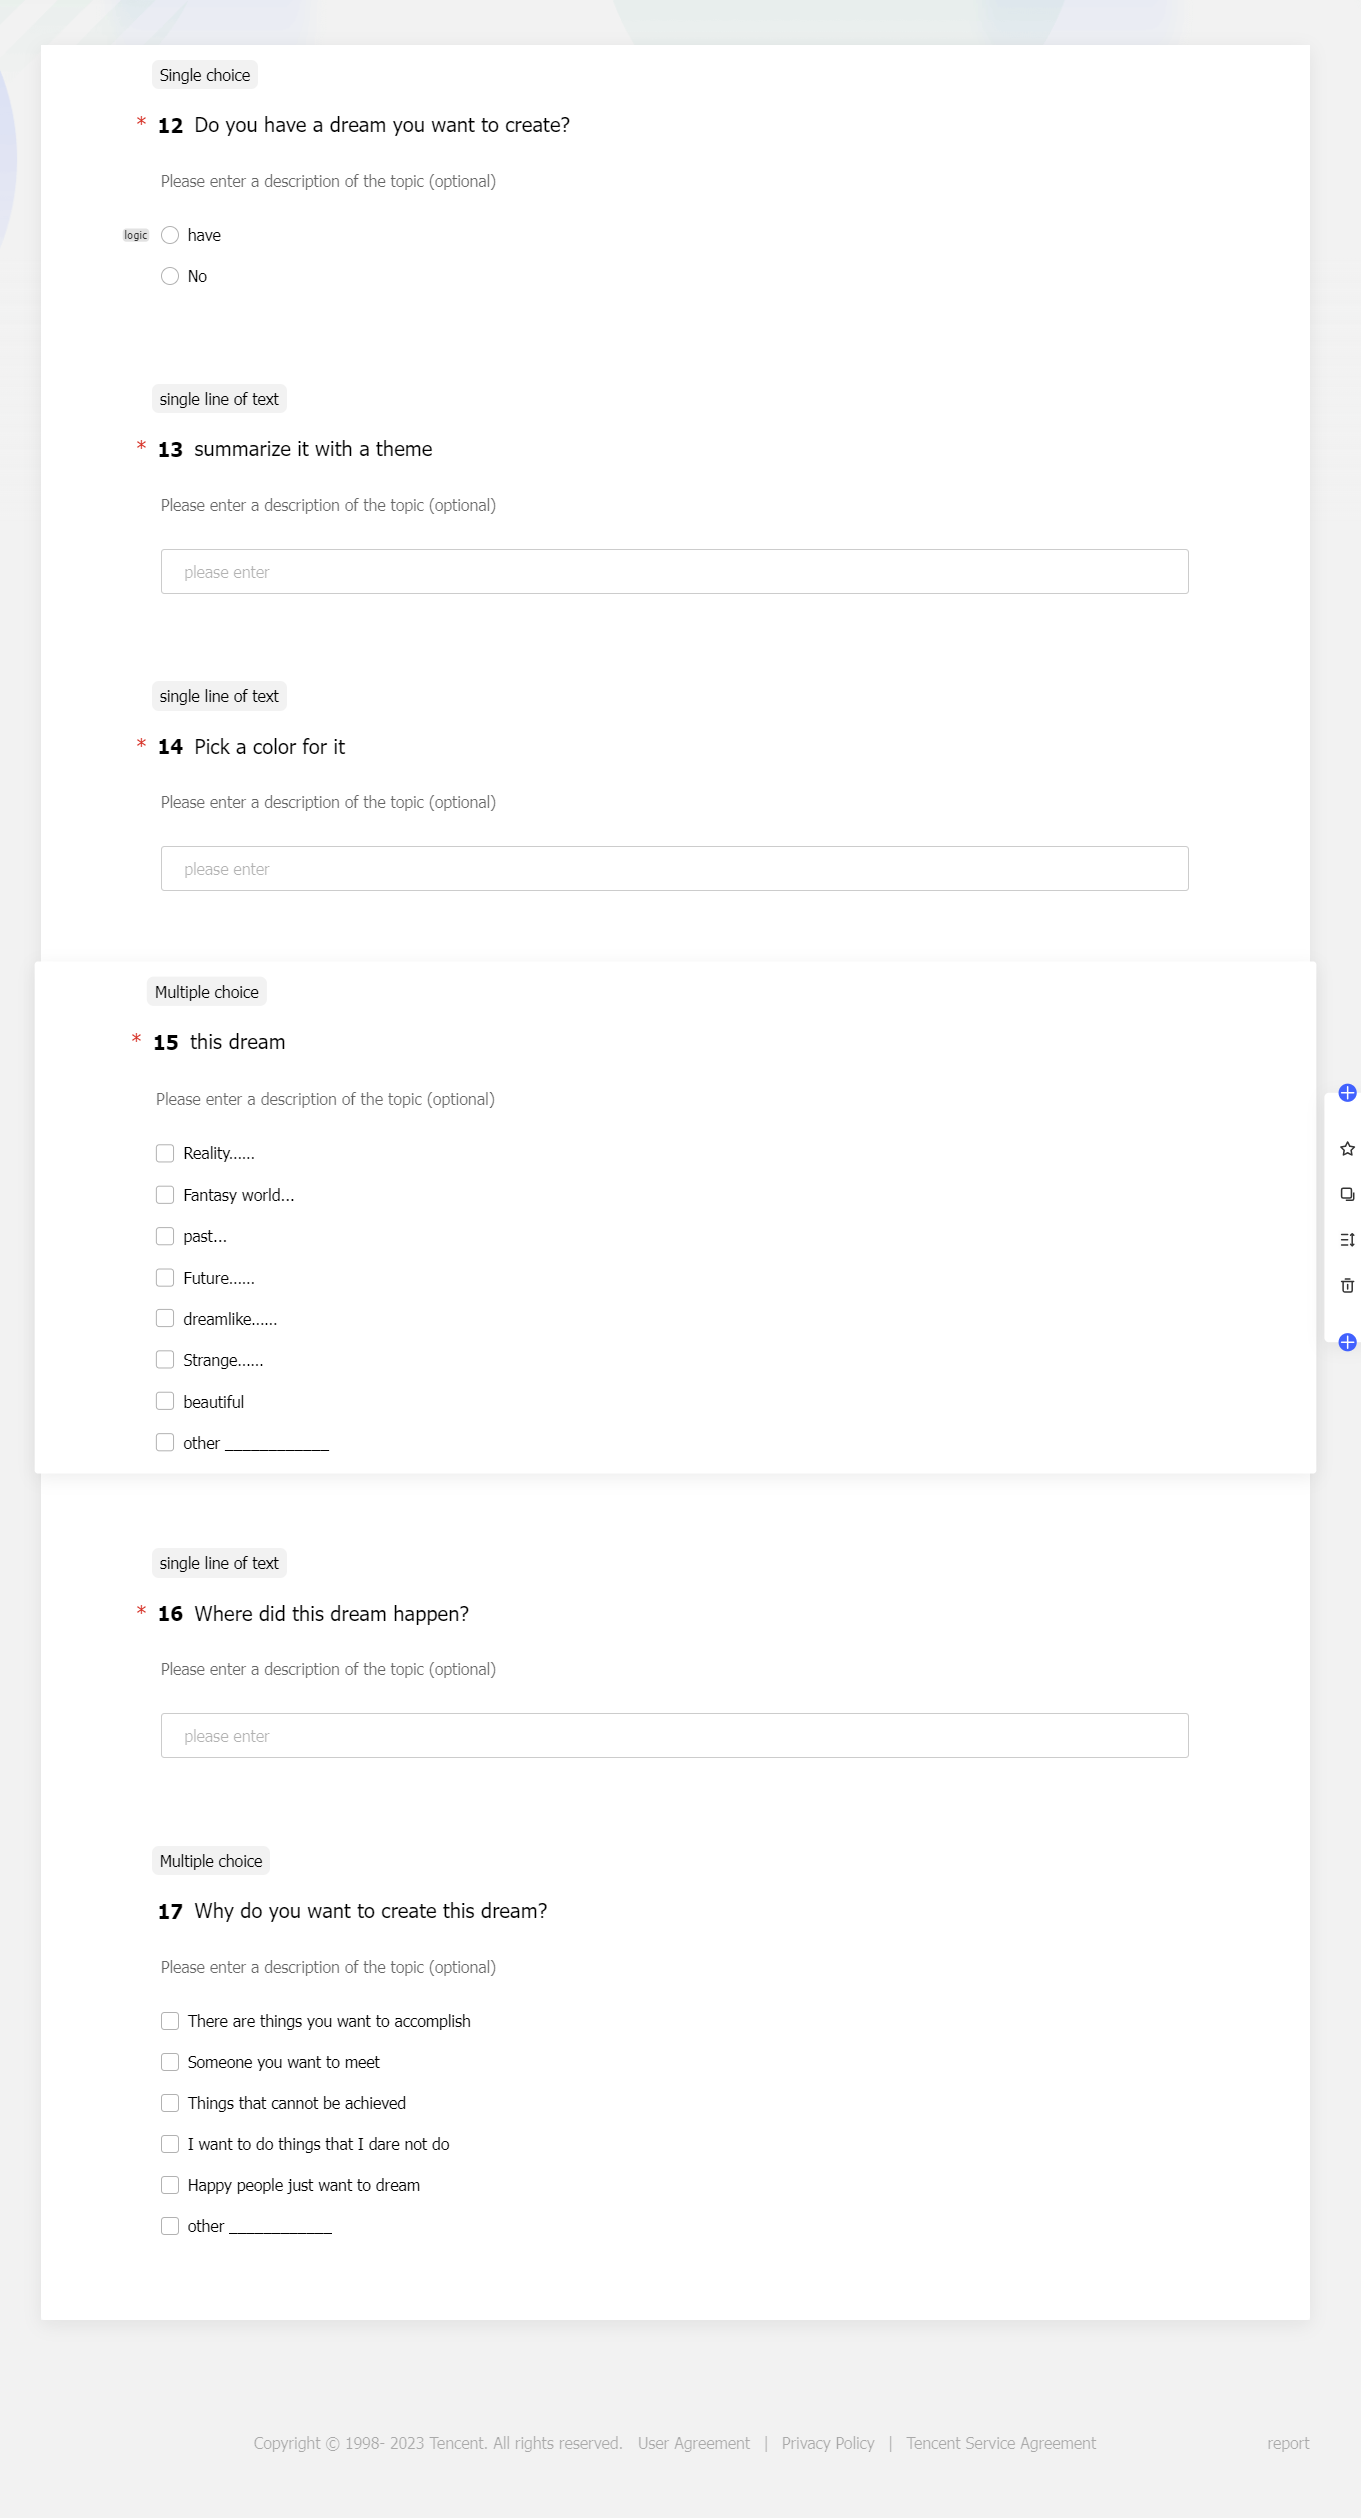 Single choice
* 12 Do you have a dream you want to create?
Please enter a description of the topic (optional)
logic have
No
single line of text
* 13 summarize it with a theme
Please enter a description of the topic (optional)
please enter
single line of text
* 14 Pick a color for it
Please enter a description of the topic (optional)
please enter
Multiple choice
* 15 this dream
Please enter a description of the topic (optional)
Reality......
Fantasy world...
past...
Future......
dreamlike......
Strange......
beautiful
other ____________
single line of text
* 16 Where did this dream happen?
Please enter a description of the topic (optional)
please enter
Multiple choice
17 Why do you want to create this dream?
Please enter a description of the topic (optional)
There are things you want to accomplish
Someone you want to meet
Things that cannot be achieved
I want to do things that I dare not do
Happy people just want to dream
other ____________
Copyright © 1998- 2023 Tencent. All rights reserved. User Agreement | Privacy Policy | Tencent Service Agreement report